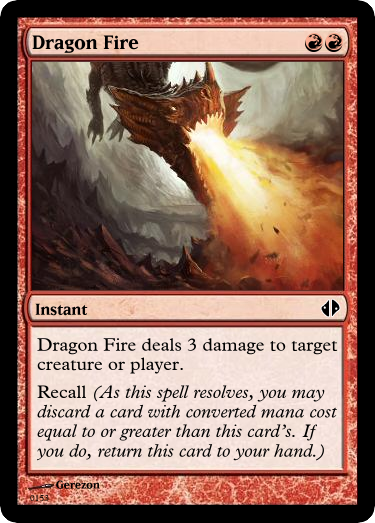 Dragon Fire
Instant
Dragon Fire deals 3 damage to target
creature or player.
Recall (As this spell resolves, you may
discard a card with converted mana cost
equal to or greater than this card's. If
you do, return this card to your hand.)
Gerezon
0153